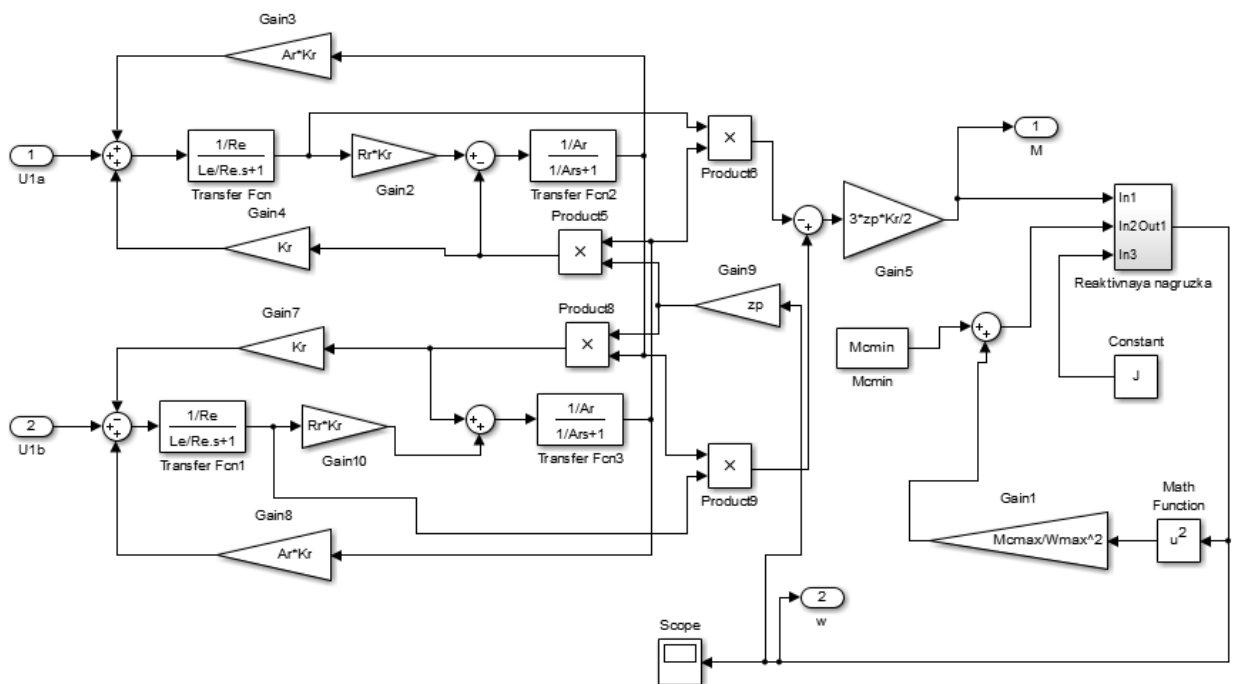 Gain3
Ar*Kr
1
U1a
1/Re
Le/Re.s+1
Transfer Fcn
Rr*Kr
Gain2
1/Ar
1/Ars+1
Transfer Fcn2
×
Product6
Gain4
Kr
Product5
×
3*zp*Kr/2
Gain5
1
M
In1
In2
Out1
In3
Reaktivnaya nagruzka
Gain9
zp
Gain7
Kr
Product8
×
Mcmin
Mcmin
Constant
J
2
U1b
1/Re
Le/Re.s+1
Transfer Fcn1
Rr*Kr
Gain10
1/Ar
1/Ars+1
Transfer Fcn3
×
Product9
Gain8
Ar*Kr
Gain1
Mcmax/Wmax^2
Math
Function
u²
2
w
Scope